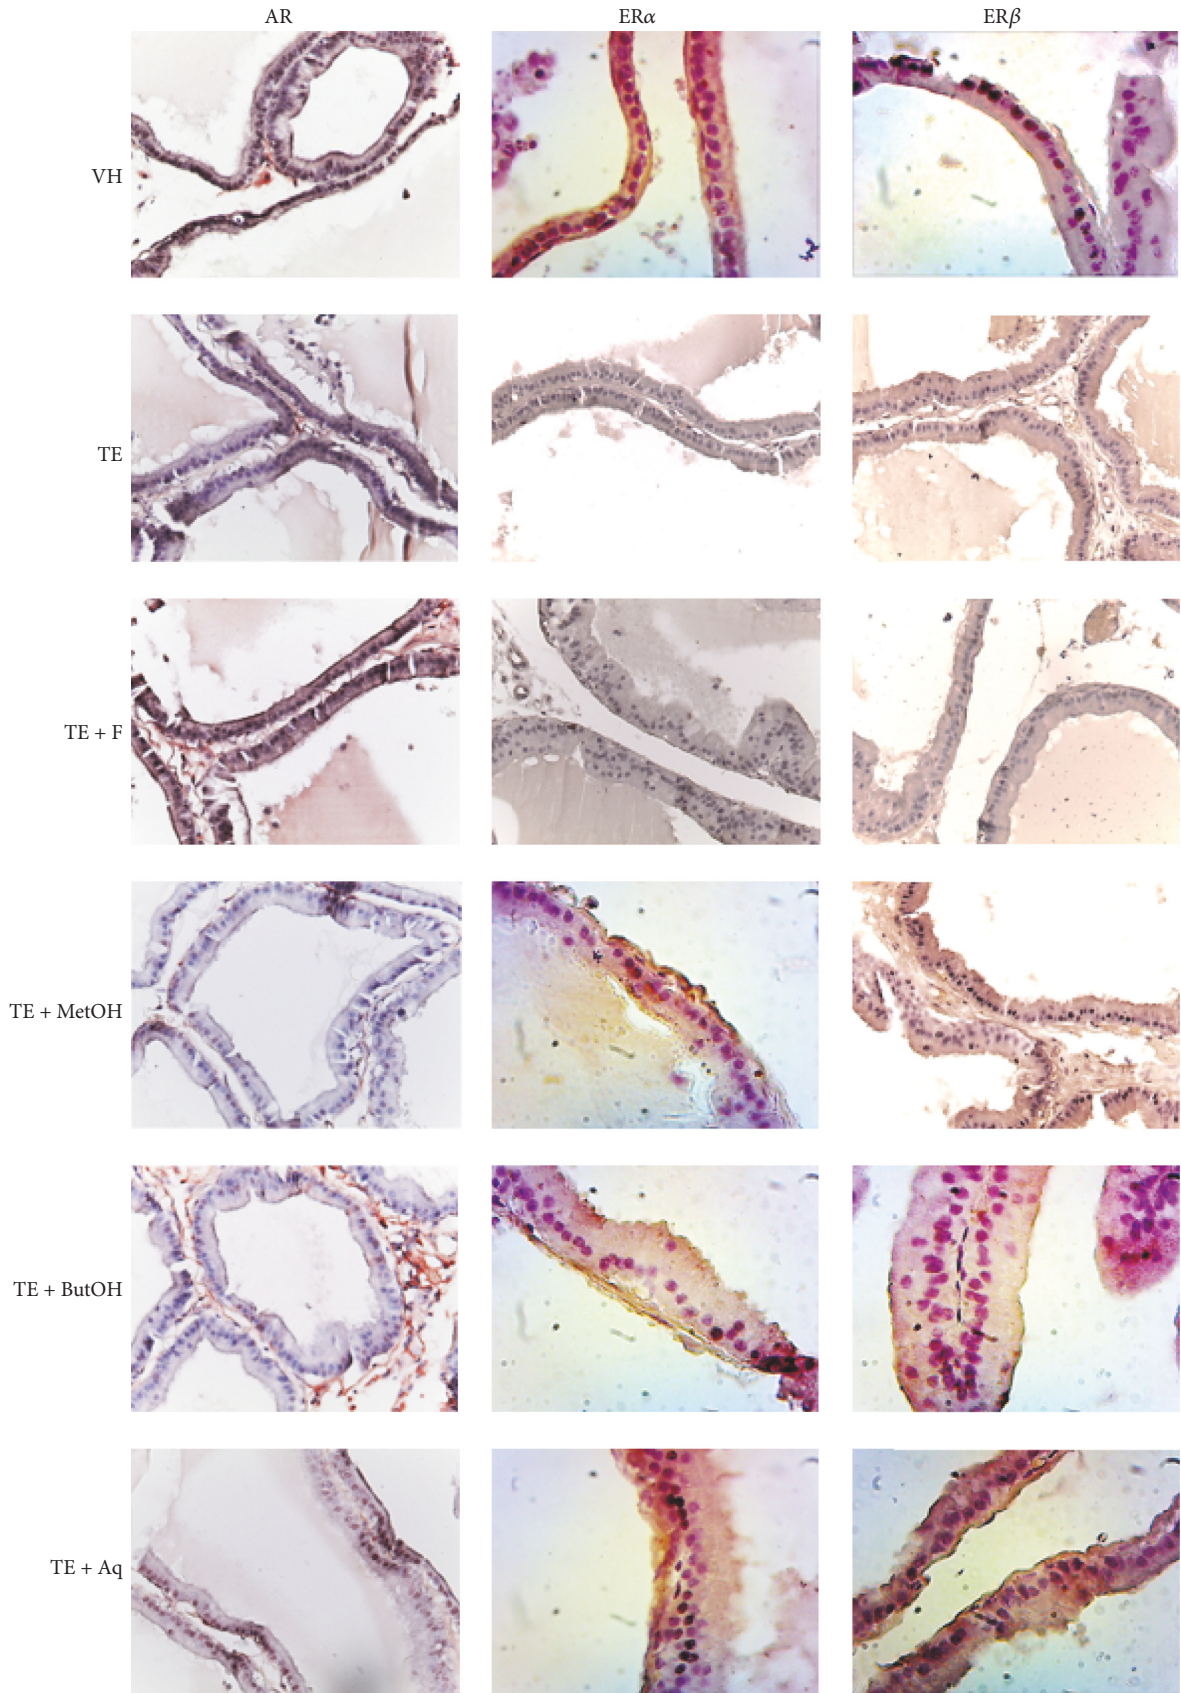 AR ERα ERβ
VH
TE
TE + F
TE + MetOH
TE + ButOH
TE + Aq